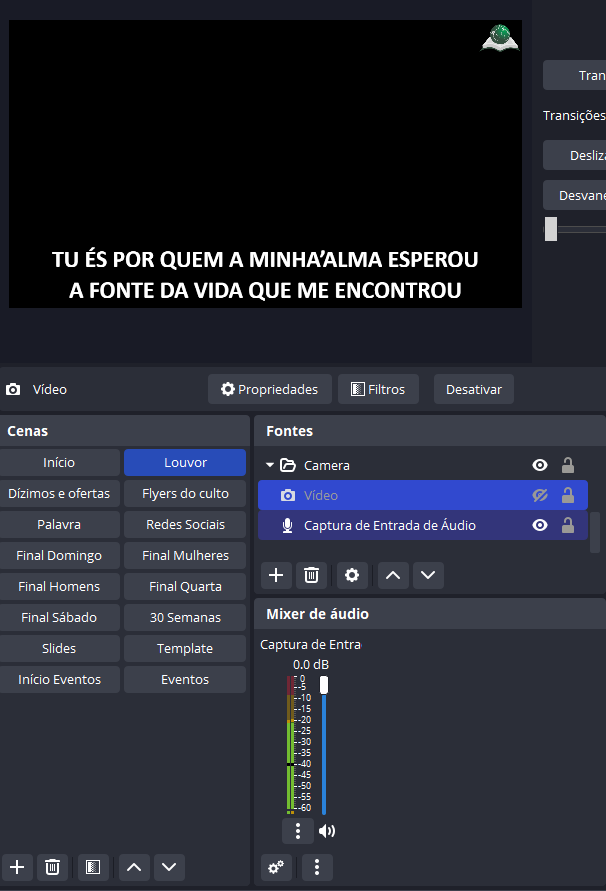 TU ÉS POR QUEM A MINHA'ALMA ESPEROU
A FONTE DA VIDA QUE ME ENCONTROU
Tran
Transições
Desliza
Desvane
Vídeo
Propriedades
Filtros
Desativar
Cenas
Início
Louvor
Dízimos e ofertas
Flyers do culto
Palavra
Redes Sociais
Final Domingo
Final Mulheres
Final Homens
Final Quarta
Final Sábado
30 Semanas
Slides
Template
Início Eventos
Eventos
Fontes
Camera
Vídeo
Captura de Entrada de Áudio
Mixer de áudio
Captura de Entra
0.0 dB
0
-5
-10
-15
-20
-25
-30
-35
-40
-45
-50
-55
-60